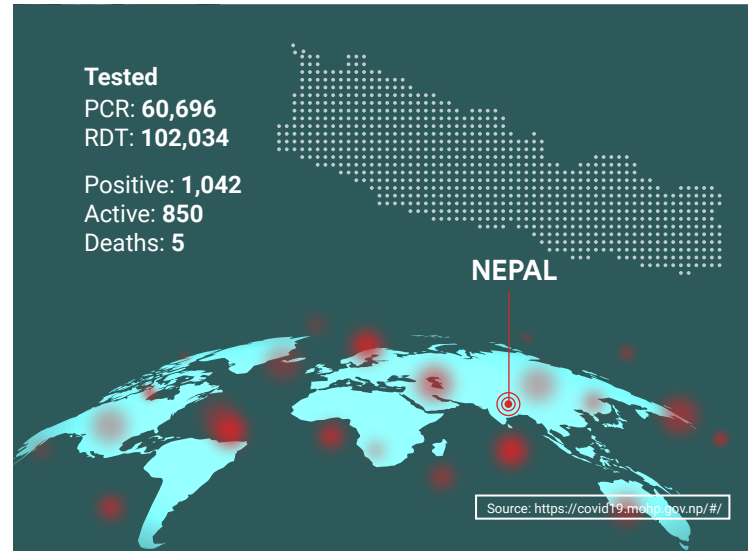 Tested
PCR: 60,696
RDT: 102,034
Positive: 1,042
Active: 850
Deaths: 5
NEPAL
Source: https://covid19.mohp.gov.np/#/